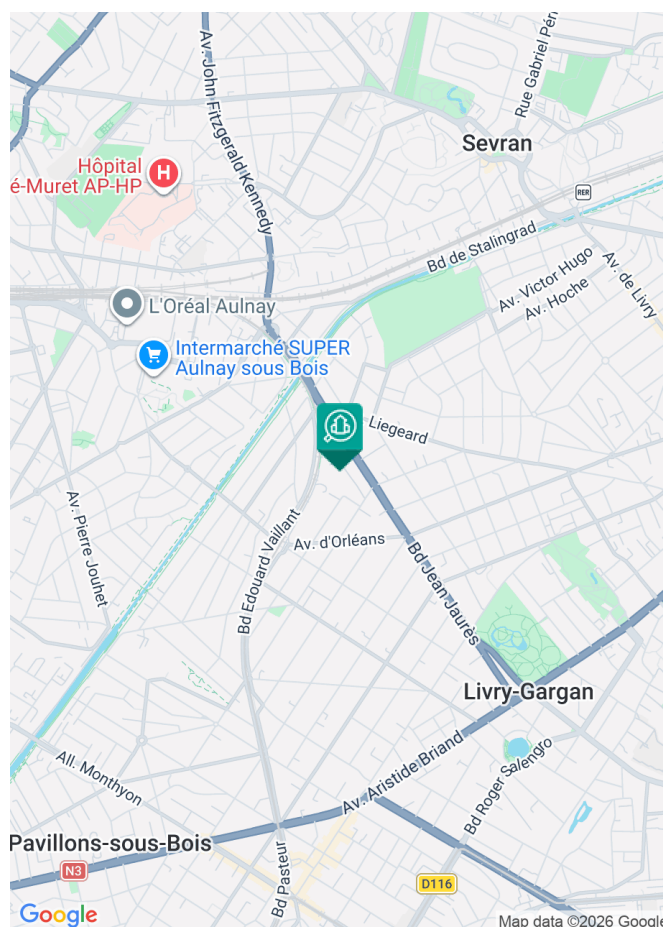 Av. John Fitzgerald Kennedy
Rue Gabriel Péri
Sevran
Hôpital
é-Muret AP-HP
H
RER
Bd de Stalingrad
Av. Victor Hugo
Av. Hoche
Av. de Livry
L'Oréal Aulnay
Intermarché SUPER
Aulnay sous Bois
Liegeard
Av. Pierre Jouhet
Bd Edouard Vaillant
Av. d'Orléans
Bd Jean Jaurès
Livry-Gargan
All. Monthyon
Av. Aristide Briand
Bd Roger Salengro
Pavillons-sous-Bois
N3
Bd Pasteur
D116
Google
Map data ©2026 Google